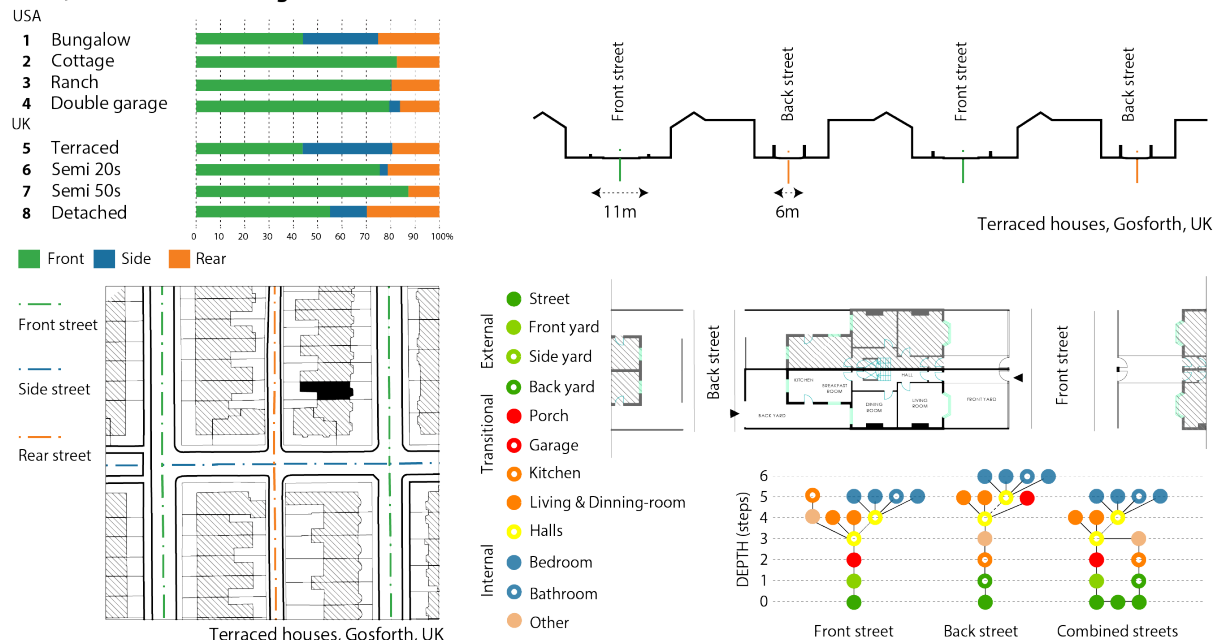 USA
1 Bungalow
2 Cottage
3 Ranch
4 Double garage
UK
5 Terraced
6 Semi 20s
7 Semi 50s
8 Detached
0 10 20 30 40 50 60 70 80 90 100%
Front Side Rear
Front street
Back street
Front street
Back street
11m
6m
Terraced houses, Gosforth, UK
Front street
Side street
Rear street
Terraced houses, Gosforth, UK
External
Street
Front yard
Side yard
Back yard
Transitional
Porch
Garage
Kitchen
Living & Dinning-room
Halls
Internal
Bedroom
Bathroom
Other
Back street
KITCHEN
BREAKFAST
ROOM
HALL
DINING
ROOM
LIVING
ROOM
FRONT YARD
BACK YARD
Front street
DEPTH (steps)
6
5
4
3
2
1
0
Front street
Back street
Combined streets